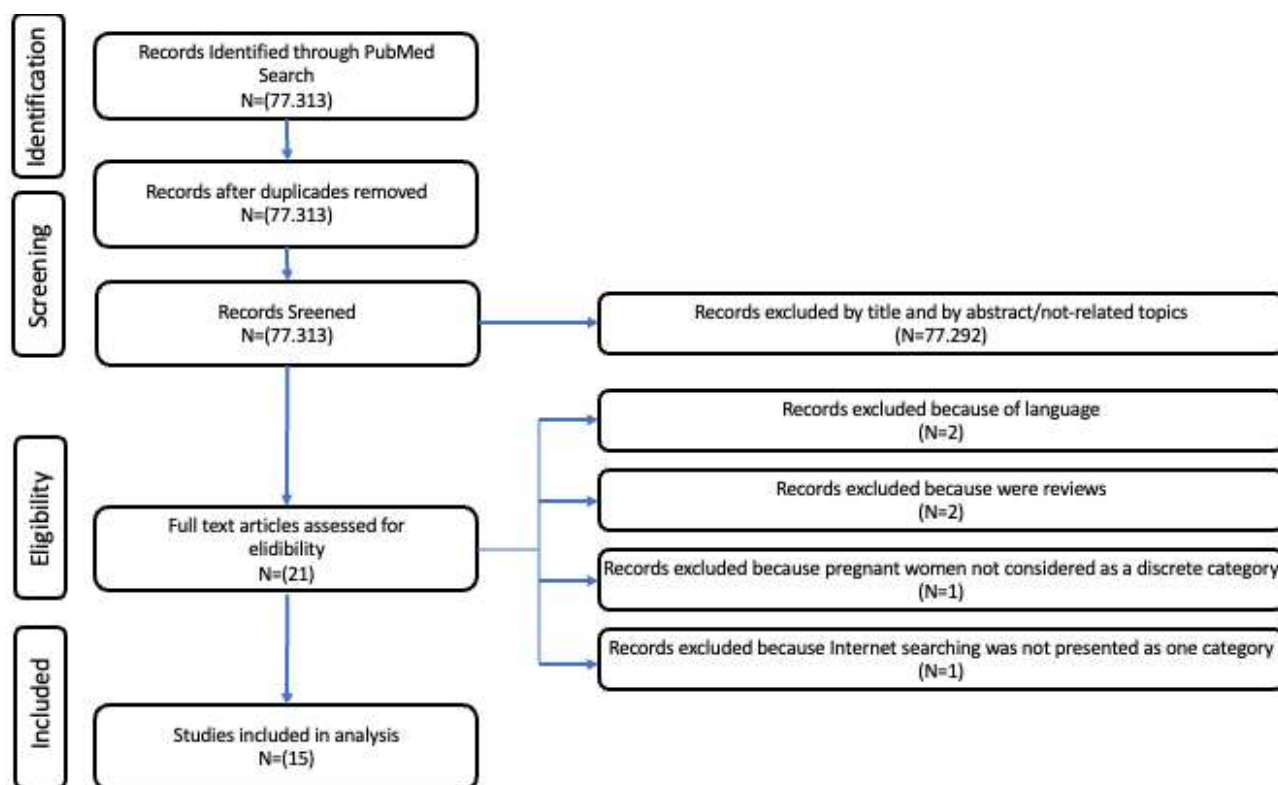 Identification
Records Identified through PubMed
Search
N=(77.313)
Records after duplicades removed
N=(77.313)
Screening
Records Sreened
N=(77.313)
Records excluded by title and by abstract/not-related topics
(N=77.292)
Eligibility
Full text articles assessed for
elidibility
N=(21)
Records excluded because of language
(N=2)
Records excluded because were reviews
(N=2)
Records excluded because pregnant women not considered as a discrete category
(N=1)
Records excluded because Internet searching was not presented as one category
(N=1)
Included
Studies included in analysis
N=(15)